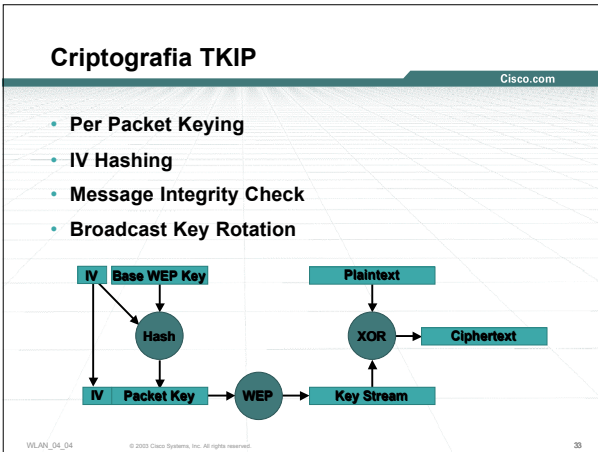 Criptografia TKIP
Cisco.com
• Per Packet Keying
• IV Hashing
• Message Integrity Check
• Broadcast Key Rotation
IV Base WEP Key Plaintext
Hash XOR Ciphertext
IV Packet Key WEP Key Stream
WLAN_04_04 © 2003 Cisco Systems, Inc. All rights reserved. 33